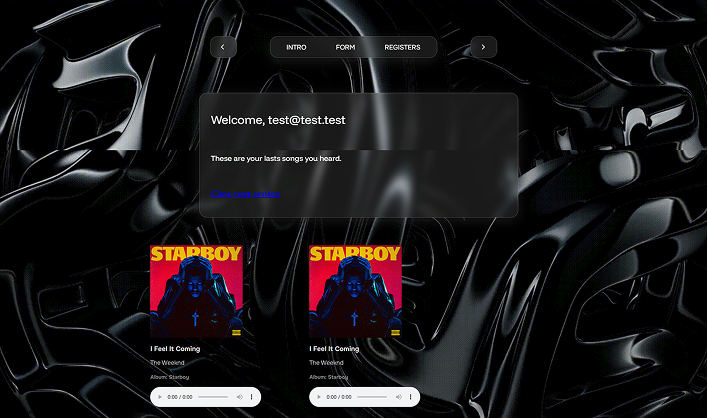 INTRO FORM REGISTERS
Welcome, test@test.test
These are your lasts songs you heard.
STARBOY STARBOY
I Feel It Coming I Feel It Coming
The Weeknd The Weeknd
Album: Starboy Album: Starboy
0:00 / 0:00 0:00 / 0:00